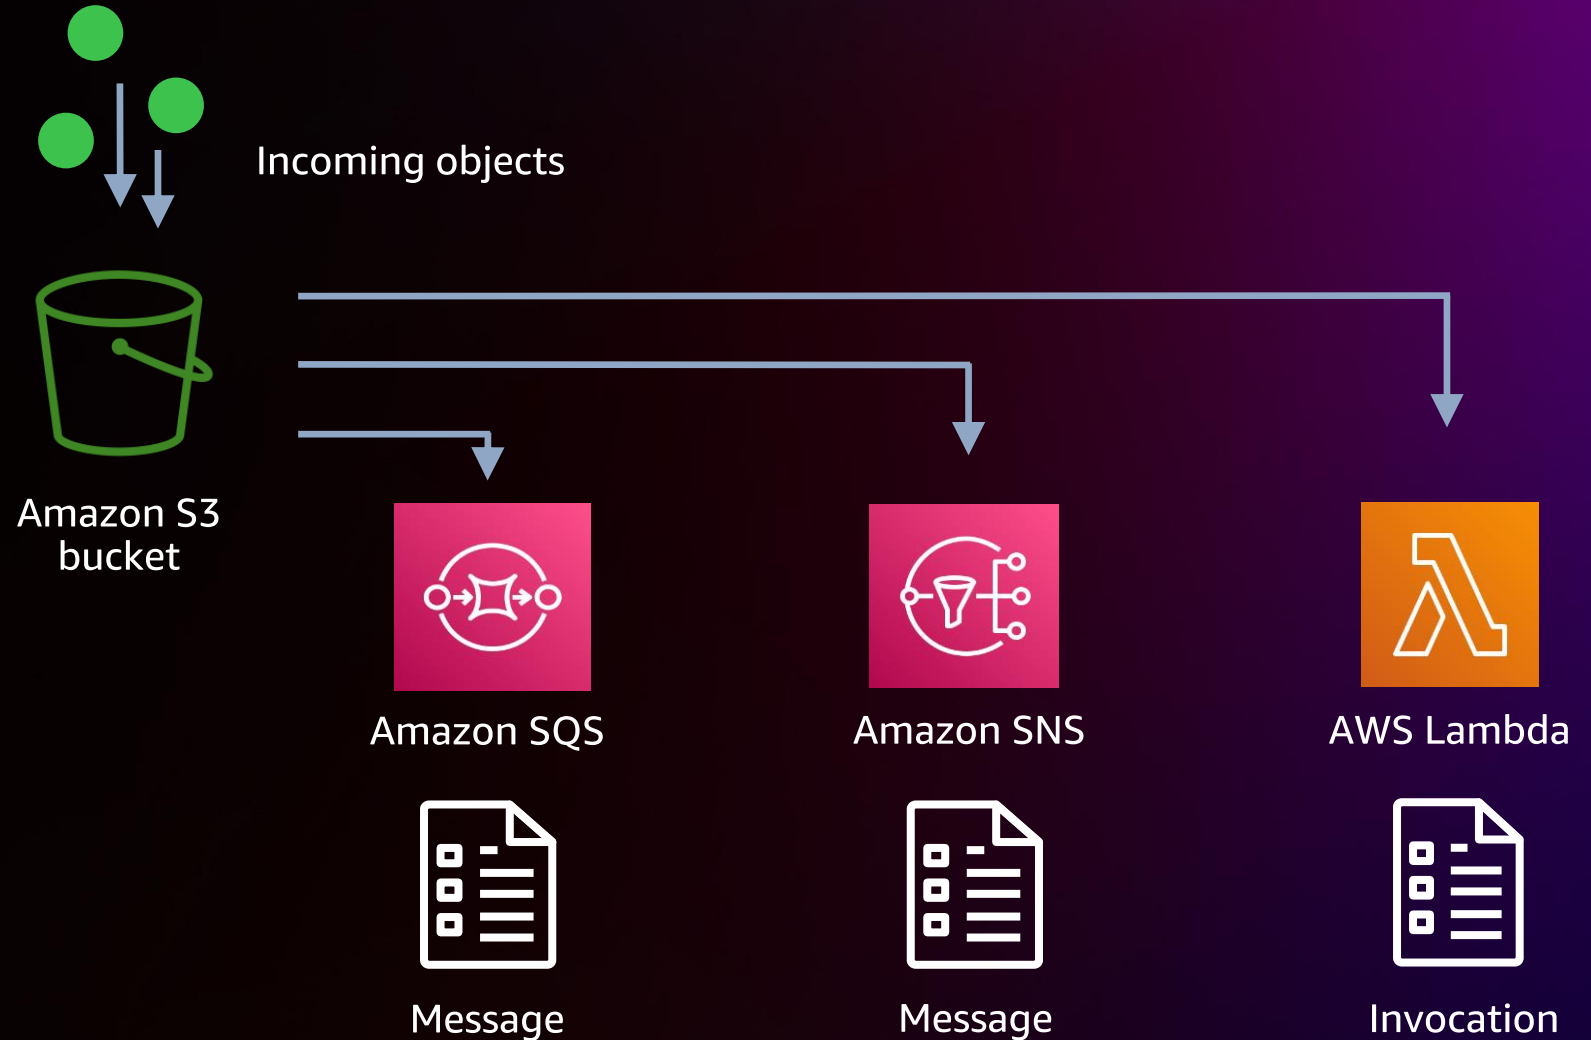 Incoming objects
Amazon S3
bucket
Amazon SQS
Amazon SNS
AWS Lambda
Message
Message
Invocation